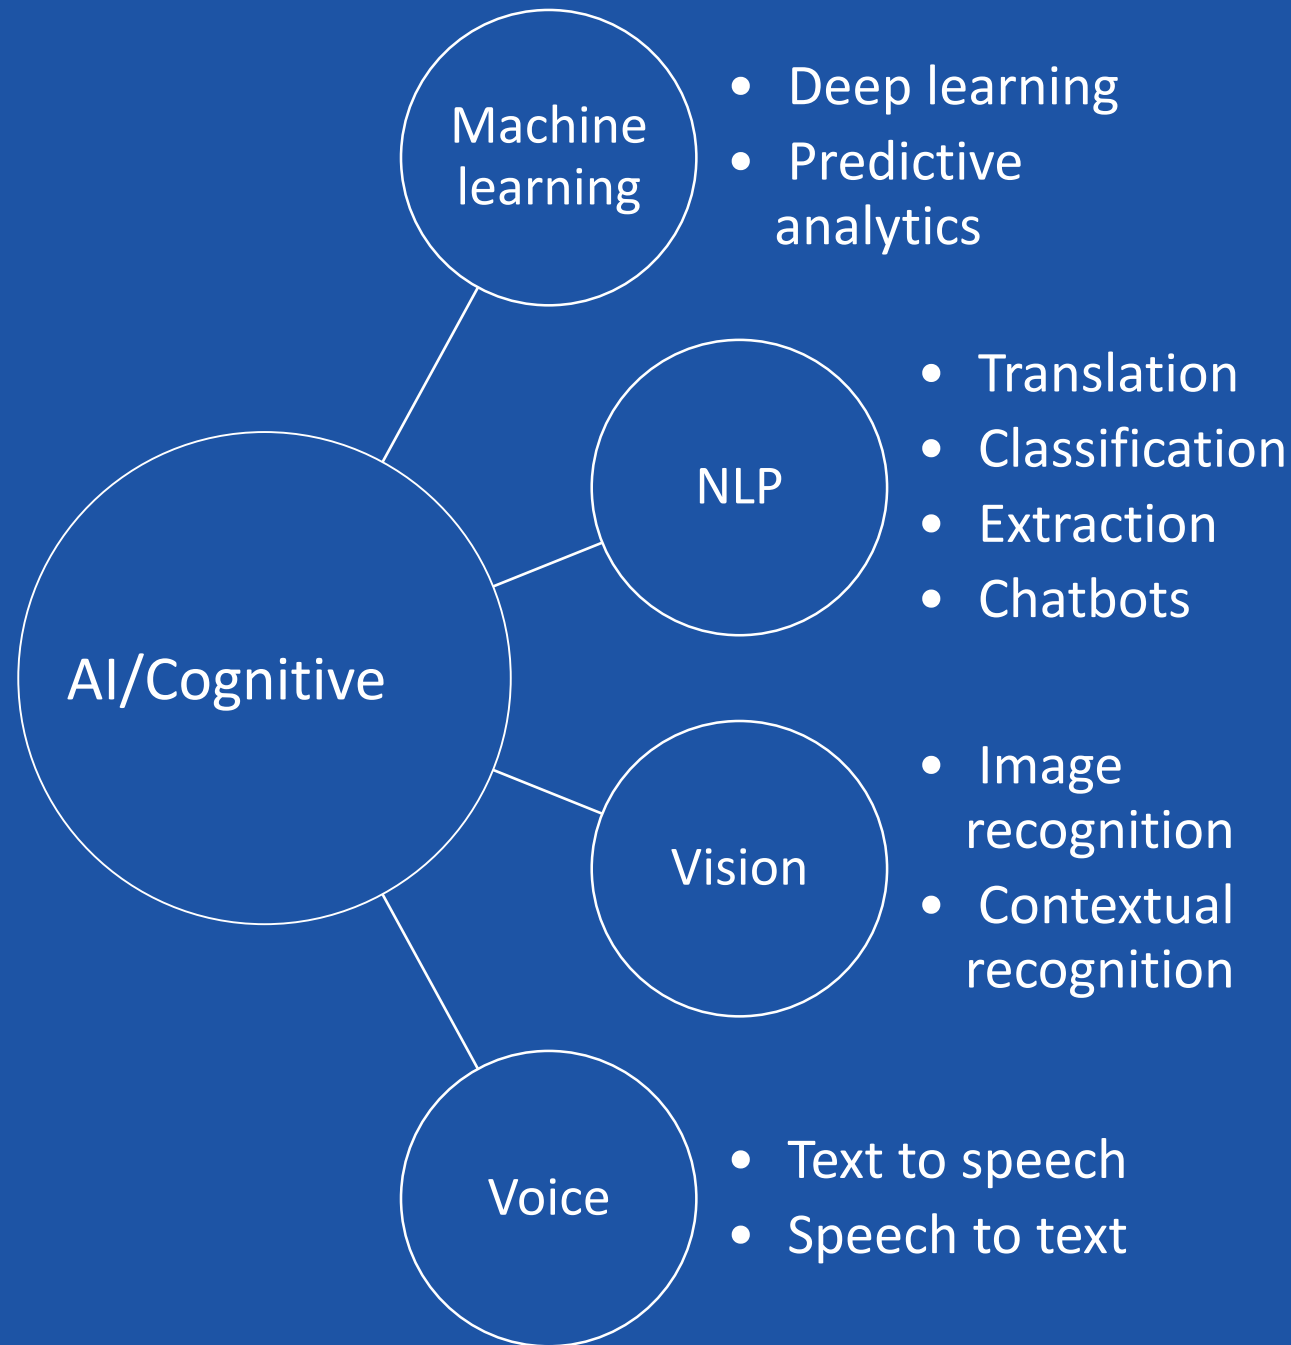 Machine
learning
• Deep learning
• Predictive
analytics
NLP
• Translation
• Classification
• Extraction
• Chatbots
AI/Cognitive
Vision
• Image
recognition
• Contextual
recognition
Voice
• Text to speech
• Speech to text